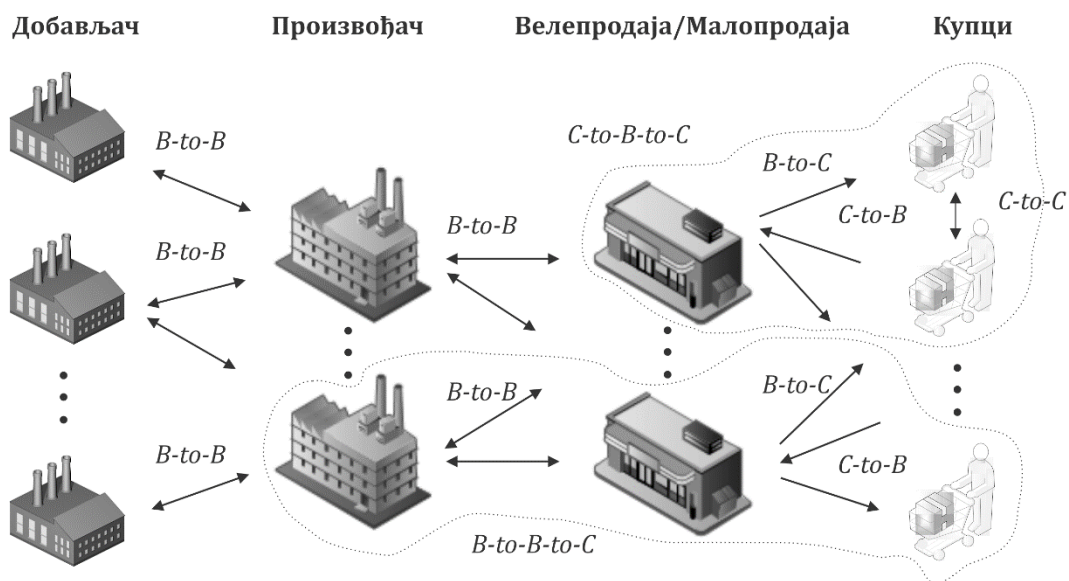 Добављач
Произвођач
Велепродаја/Малопродаја
Купци
B-to-B
C-to-B-to-C
B-to-C
C-to-B
C-to-C
B-to-B
B-to-B
B-to-B
B-to-C
B-to-B
C-to-B
B-to-B-to-C